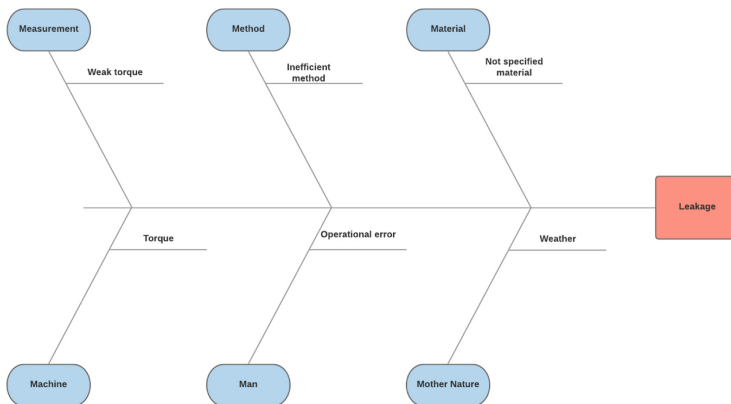 Measurement
Method
Material
Weak torque
Inefficient
method
Not specified
material
Leakage
Torque
Operational error
Weather
Machine
Man
Mother Nature